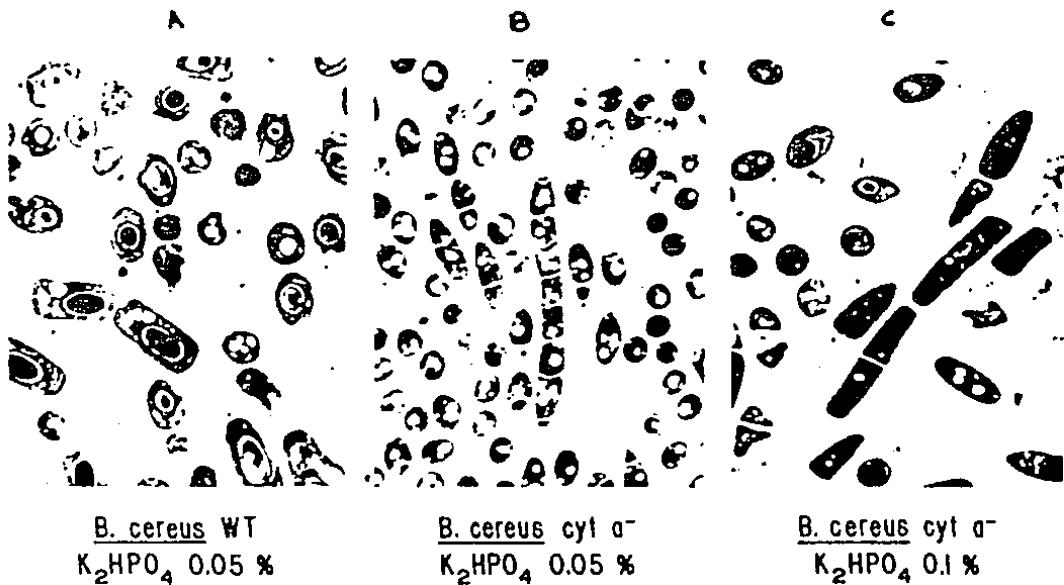 A B C
B. cereus WT B. cereus cyt a⁻ B. cereus cyt a⁻
K₂HPO₄ 0.05 % K₂HPO₄ 0.05 % K₂HPO₄ 0.1 %